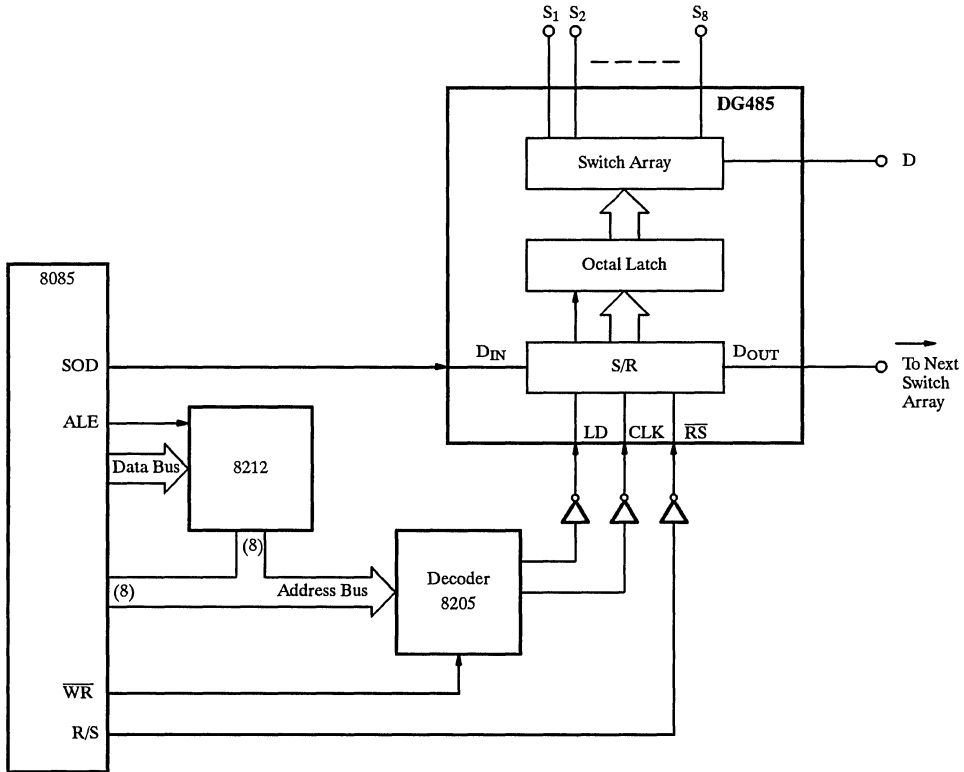 S1 S2 S8
DG485
Switch Array
D
Octal Latch
8085
SOD
DIN
S/R
DOUT
To Next
Switch
Array
ALE
LD
CLK
RS
Data Bus
8212
(8)
(8)
Address Bus
Decoder
8205
WR
R/S